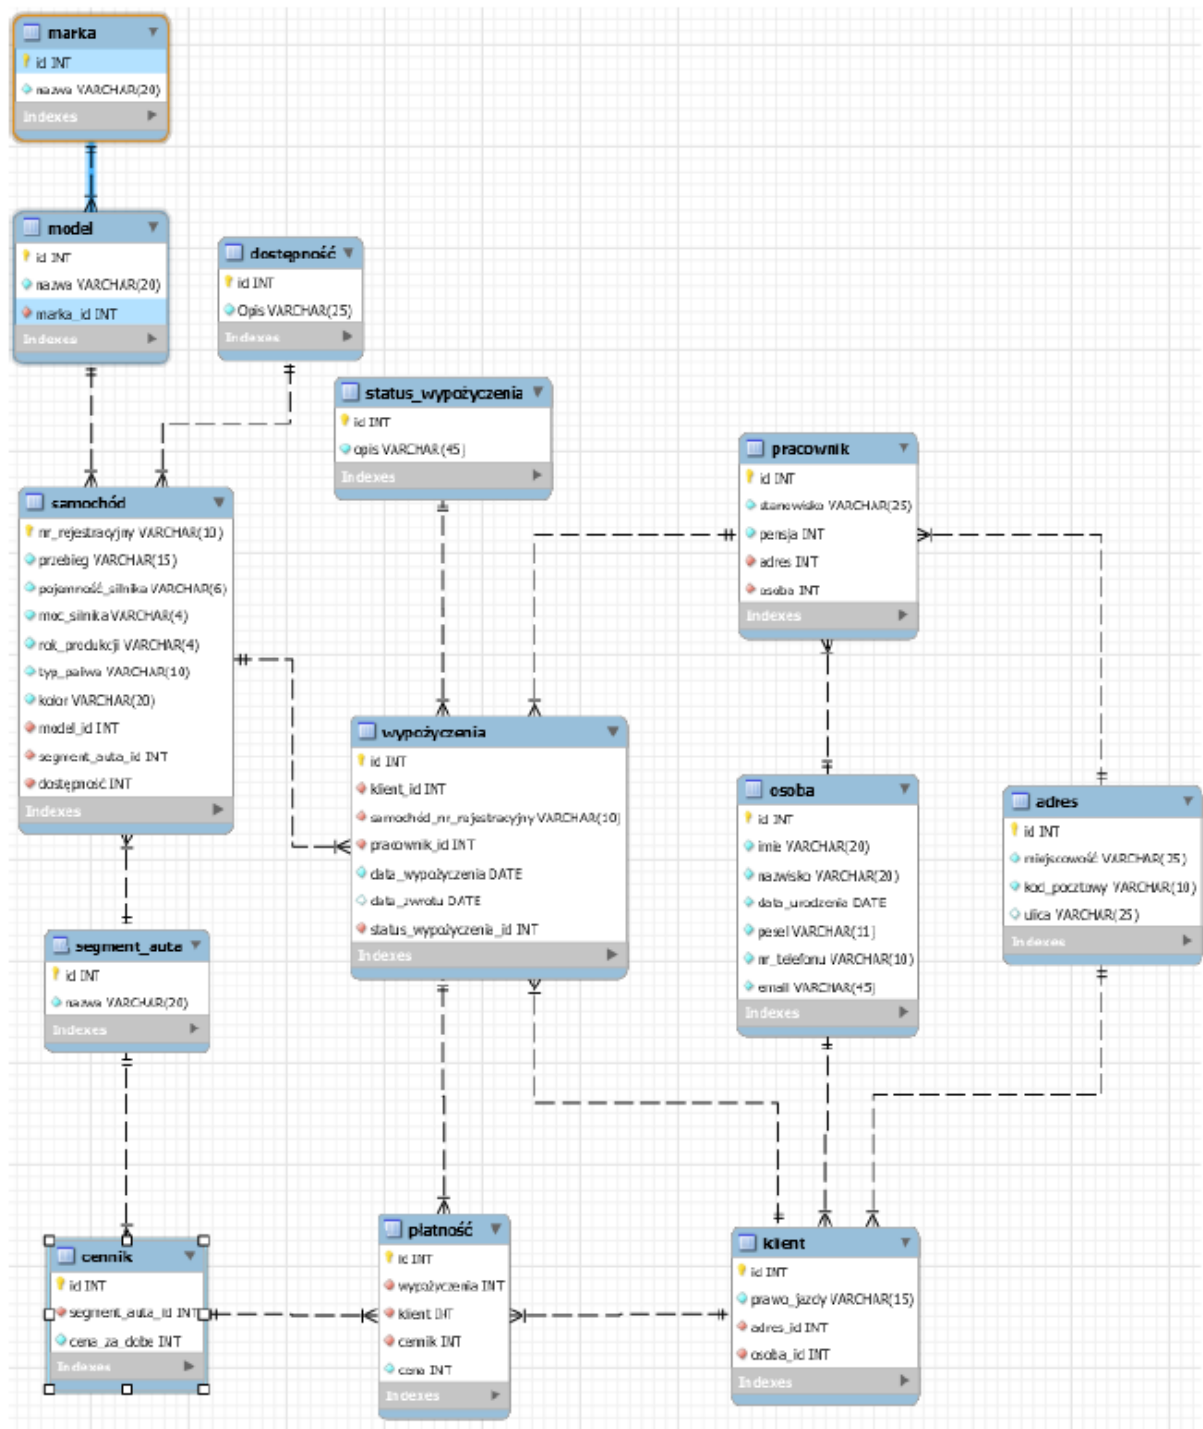 marka
id INT
nazwa VARCHAR(20)
Indexes
model
id INT
nazwa VARCHAR(20)
marka_id INT
Indexes
dostępność
id INT
Opis VARCHAR(25)
Indexes
status_wypożyczenia
id INT
opis VARCHAR(45)
Indexes
pracownik
id INT
stanowisko VARCHAR(25)
pensja INT
adres INT
osoba INT
Indexes
samochód
nr_rejestracyjny VARCHAR(10)
przebieg VARCHAR(15)
pojemność_silnika VARCHAR(6)
moc_silnika VARCHAR(4)
rok_produkcji VARCHAR(4)
typ_paliwa VARCHAR(10)
kolor VARCHAR(20)
model_id INT
segment_auta_id INT
dostępność INT
Indexes
wypożyczenia
id INT
klient_id INT
samochód_nr_rejestracyjny VARCHAR(10)
pracownik_id INT
data_wypożyczenia DATE
data_zwrotu DATE
status_wypożyczenia_id INT
Indexes
osoba
id INT
imie VARCHAR(20)
nazwisko VARCHAR(20)
data_urodzenia DATE
pesel VARCHAR(11)
nr_telefonu VARCHAR(10)
email VARCHAR(45)
Indexes
adres
id INT
miejscowość VARCHAR(25)
kod_pocztowy VARCHAR(10)
ulica VARCHAR(25)
Indexes
segment_auta
id INT
nazwa VARCHAR(20)
Indexes
cennik
id INT
segment_auta_id INT
cena_za_dobe INT
Indexes
płatność
id INT
wypożyczenia INT
klient INT
cennik INT
cena INT
Indexes
klient
id INT
prawo_jazdy VARCHAR(15)
adres_id INT
osoba_id INT
Indexes